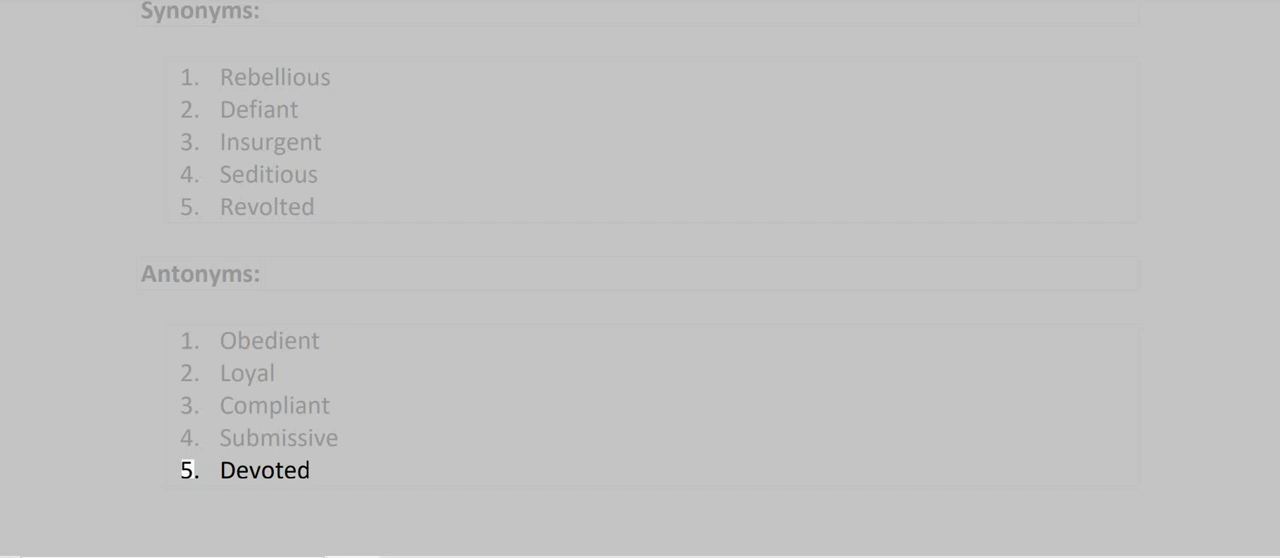 Synonyms:
1. Rebellious
2. Defiant
3. Insurgent
4. Seditious
5. Revolted
Antonyms:
1. Obedient
2. Loyal
3. Compliant
4. Submissive
5. Devoted